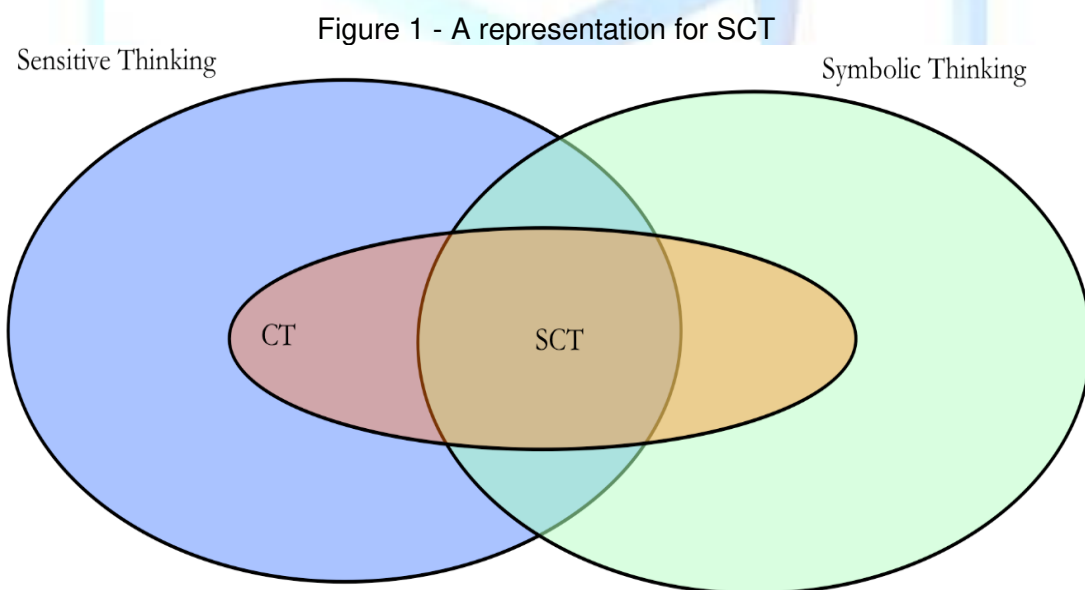 Figure 1 - A representation for SCT
Sensitive Thinking
Symbolic Thinking
CT
SCT